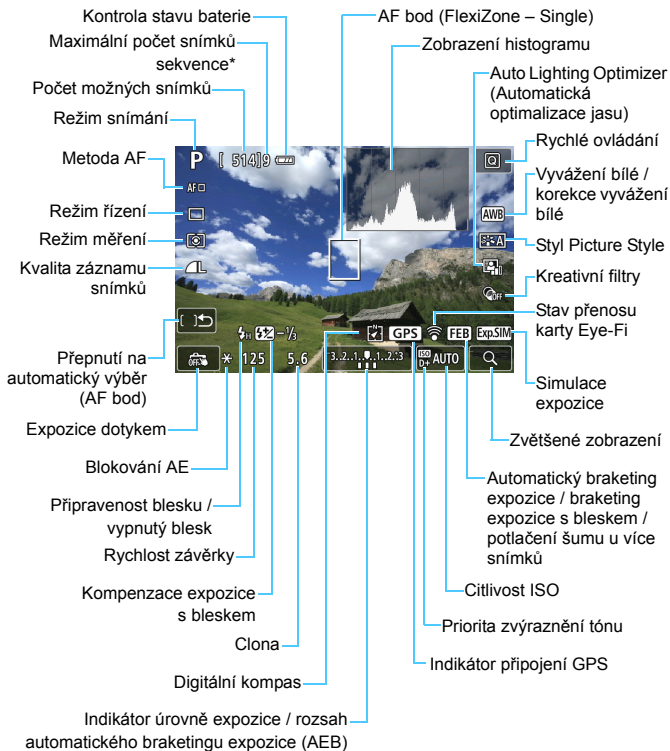 Kontrola stavu baterie
Maximální počet snímků
sekvence*
Počet možných snímků
Režim snímání
Metoda AF
Režim řízení
Režim měření
Kvalita záznamu
snímků
Přepnutí na
automatický výběr
(AF bod)
Expozice dotykem
Blokování AE
Připravenost blesku /
vypnutý blesk
Rychlost závěrky
Kompenzace expozice
s bleskem
Clona
Digitální kompas
Indikátor úrovně expozice / rozsah
automatického braketingu expozice (AEB)
AF bod (FlexiZone – Single)
Zobrazení histogramu
Auto Lighting Optimizer
(Automatická
optimalizace jasu)
Rychlé ovládání
Vyvážení bílé /
korekce vyvážení
bílé
Styl Picture Style
Kreativní filtry
Stav přenosu
karty Eye-Fi
Simulace
expozice
Zvětšené zobrazení
Automatický braketing
expozice / braketing
expozice s bleskem /
potlačení šumu u více
snímků
Citlivost ISO
Priorita zvýraznění tónu
Indikátor připojení GPS
P [ 514]9
AF
L
Q
AWB
A
OFF
H -1/3 N GPS FEB Exp.SIM
OFF * 125 5.6 -3..2..1..0..1..2..:3 ISO D+ AUTO